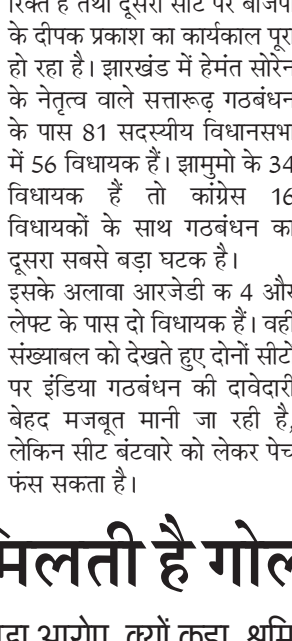 रिक्त है तथा दूसरी सीट पर बीजेपी
के दीपक प्रकाश का कार्यकाल पूरा
हो रहा है। झारखंड में हेमंत सोरेन
के नेतृत्व वाले सत्तारूढ़ गठबंधन
के पास 81 सदस्यीय विधानसभा
में 56 विधायक हैं। झामुमो के 34
विधायक हैं तो कांग्रेस 16
विधायकों के साथ गठबंधन का
दूसरा सबसे बड़ा घटक है।
इसके अलावा आरजेडी क 4 और
लेफ्ट के पास दो विधायक हैं। वहीं
संख्याबल को देखते हुए दोनों सीटों
पर इंडिया गठबंधन की दावेदारी
बेहद मजबूत मानी जा रही है,
लेकिन सीट बंटवारे को लेकर पेच
फंस सकता है।
मिलती है गोल
आरोप, क्यों कहा